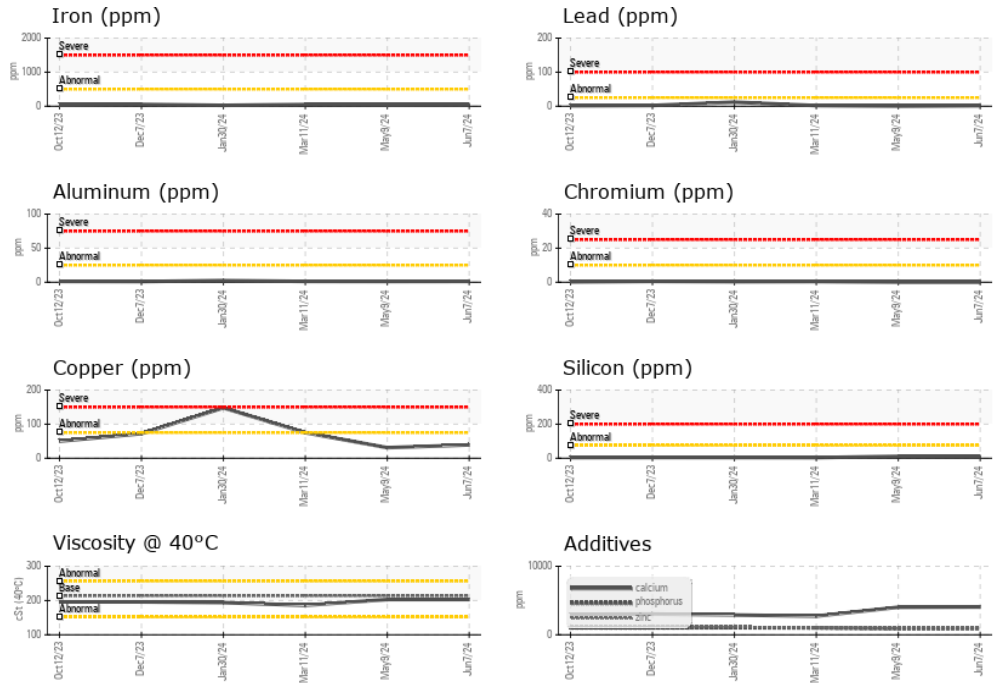 Iron (ppm)
2000
Severe
1000
Abnormal
0
ppm
Oct12/23
Dec7/23
Jan30/24
Mar11/24
May9/24
Jun7/24
Lead (ppm)
200
Severe
100
Abnormal
0
ppm
Oct12/23
Dec7/23
Jan30/24
Mar11/24
May9/24
Jun7/24
Aluminum (ppm)
100
Severe
50
Abnormal
0
ppm
Oct12/23
Dec7/23
Jan30/24
Mar11/24
May9/24
Jun7/24
Chromium (ppm)
40
Severe
20
Abnormal
0
ppm
Oct12/23
Dec7/23
Jan30/24
Mar11/24
May9/24
Jun7/24
Copper (ppm)
200
Severe
100
Abnormal
0
ppm
Oct12/23
Dec7/23
Jan30/24
Mar11/24
May9/24
Jun7/24
Silicon (ppm)
400
Severe
200
Abnormal
0
ppm
Oct12/23
Dec7/23
Jan30/24
Mar11/24
May9/24
Jun7/24
Viscosity @ 40°C
300
Abnormal
Base
200
Abnormal
100
cSt (40°C)
Oct12/23
Dec7/23
Jan30/24
Mar11/24
May9/24
Jun7/24
Additives
10000
calcium
phosphorus
zinc
0
ppm
Oct12/23
Dec7/23
Jan30/24
Mar11/24
May9/24
Jun7/24